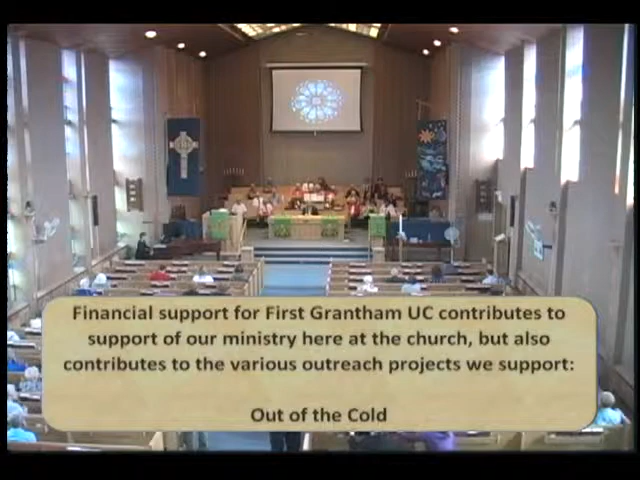 Financial support for First Grantham UC contributes to
support of our ministry here at the church, but also
contributes to the various outreach projects we support:
Out of the Cold